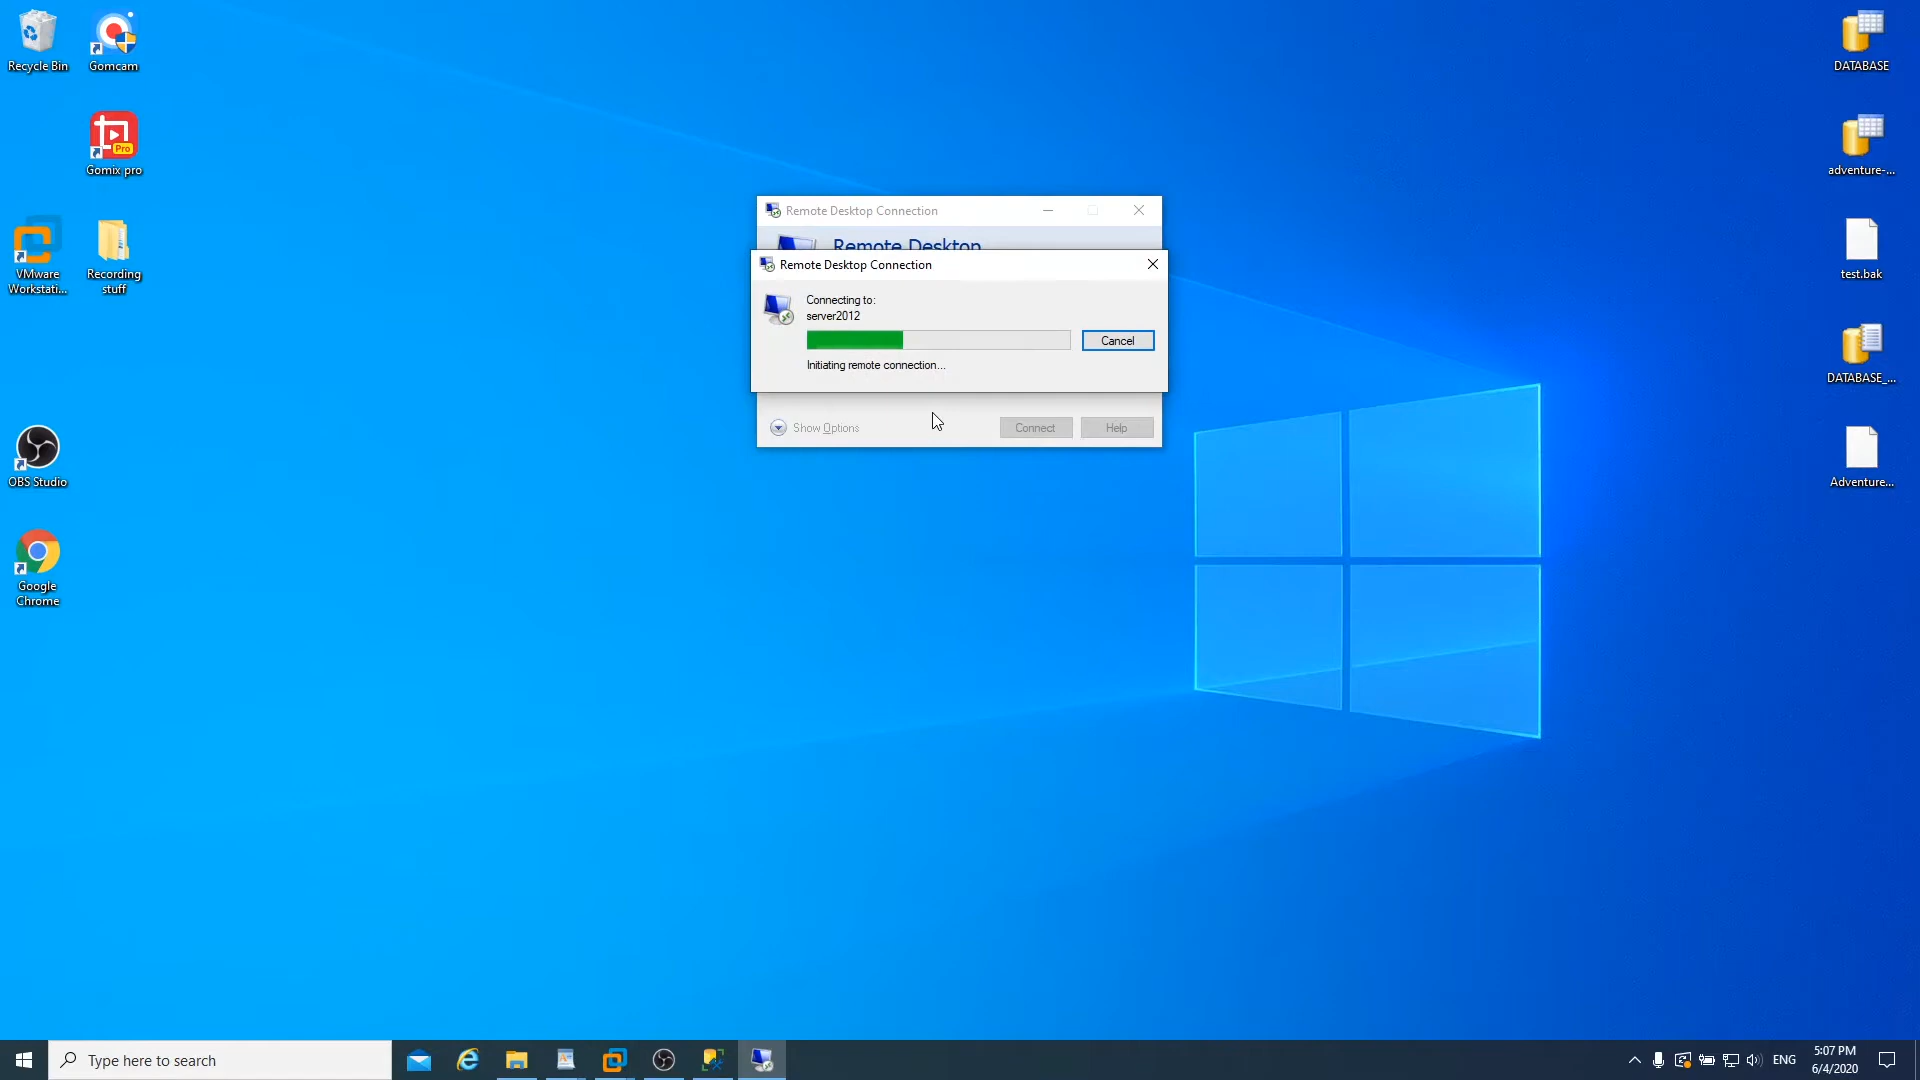 Recycle Bin
Gomcam
Gomix pro
Pro
VMware
Workstati...
Recording
stuff
OBS Studio
Google
Chrome
Remote Desktop Connection
Remote Desktop
Remote Desktop Connection
Connecting to:
server2012
Cancel
Initiating remote connection...
Show Options
Connect
Help
DATABASE
adventure-...
test.bak
DATABASE_...
Adventure...
Type here to search
ENG
5:07 PM
6/4/2020